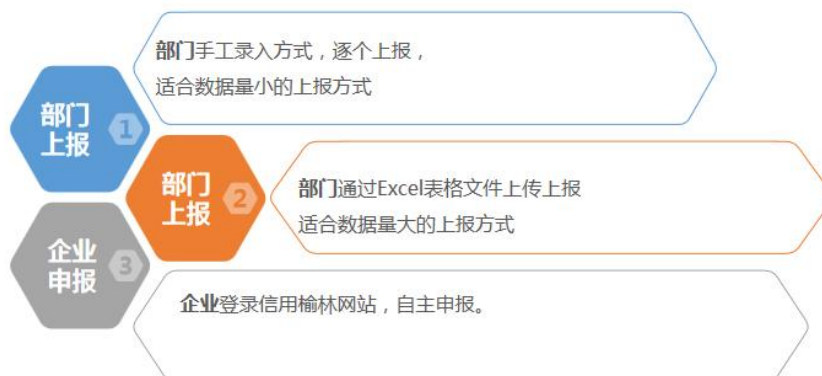 部门
上报
1
部门手工录入方式，逐个上报，
适合数据量小的上报方式
部门
上报
2
部门通过Excel表格文件上传上报
适合数据量大的上报方式
企业
申报
3
企业登录信用榆林网站，自主申报。